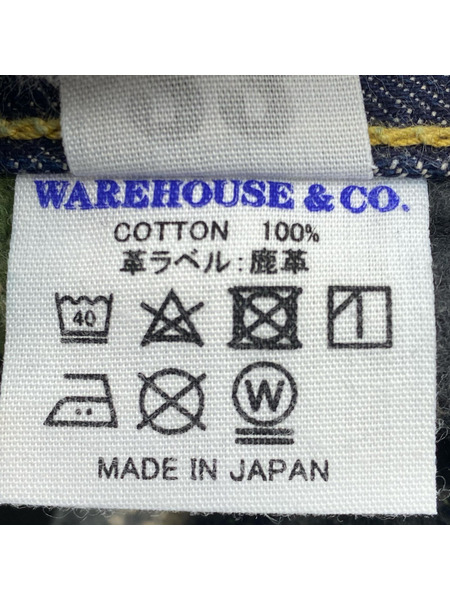 WAREHOUSE & CO.
COTTON 100%
革ラベル:鹿革
40
W
MADE IN JAPAN